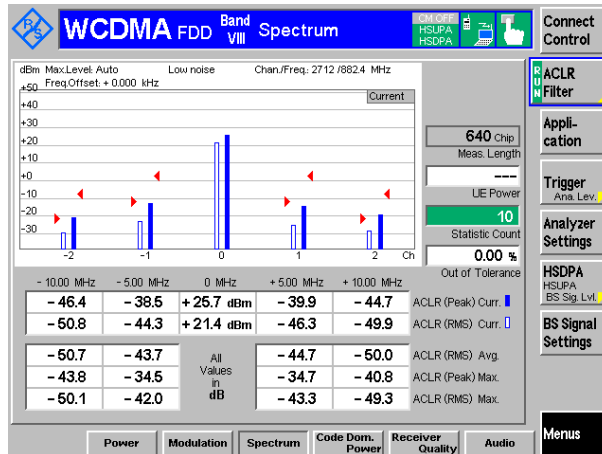 R/S
WCDMA FDD Band VIII Spectrum
CM OFF
HSUPA
HSDPA
Connect Control
dBm Max.Level: Auto Low noise Chan./Freq.: 2712 /882.4 MHz
Freq.Offset: + 0.000 kHz
Current
+50
+40
+30
+20
+10
+0
-10
-20
-30
-2 -1 0 1 2 Ch
640 Chip
Meas. Length
---
UE Power
10
Statistic Count
0.00 %
Out of Tolerance
- 10.00 MHz - 5.00 MHz 0 MHz + 5.00 MHz + 10.00 MHz
- 46.4 - 38.5 + 25.7 dBm - 39.9 - 44.7 ACLR (Peak) Curr.
- 50.8 - 44.3 + 21.4 dBm - 46.3 - 49.9 ACLR (RMS) Curr.
- 50.7 - 43.7 - 44.7 - 50.0 ACLR (RMS) Avg.
- 43.8 - 34.5 - 34.7 - 40.8 ACLR (Peak) Max.
- 50.1 - 42.0 - 43.3 - 49.3 ACLR (RMS) Max.
All
Values
in
dB
RUN
ACLR
Filter
Appli-
cation
Trigger
Ana. Lev.
Analyzer
Settings
HSDPA
HSUPA
BS Sig. Lvl.
BS Signal
Settings
Menus
Power Modulation Spectrum Code Dom. Power Receiver Quality Audio